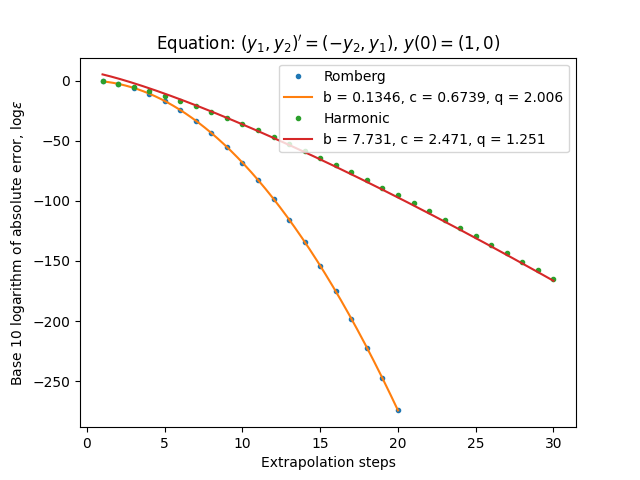 Equation: (y₁, y₂)′ = (−y₂, y₁), y(0) = (1, 0)
Romberg
b = 0.1346, c = 0.6739, q = 2.006
Harmonic
b = 7.731, c = 2.471, q = 1.251
Base 10 logarithm of absolute error, logε
0
−50
−100
−150
−200
−250
0 5 10 15 20 25 30
Extrapolation steps